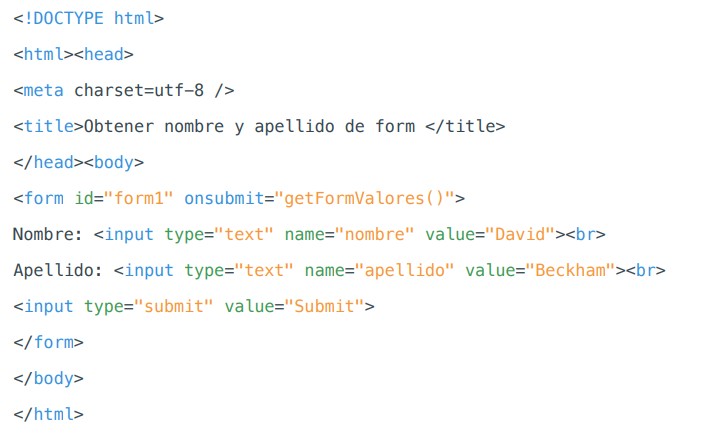 <!DOCTYPE html>
<html><head>
<meta charset=utf-8 />
<title>Obtener nombre y apellido de form </title>
</head><body>
<form id="form1" onsubmit="getFormValores()">
Nombre: <input type="text" name="nombre" value="David"><br>
Apellido: <input type="text" name="apellido" value="Beckham"><br>
<input type="submit" value="Submit">
</form>
</body>
</html>